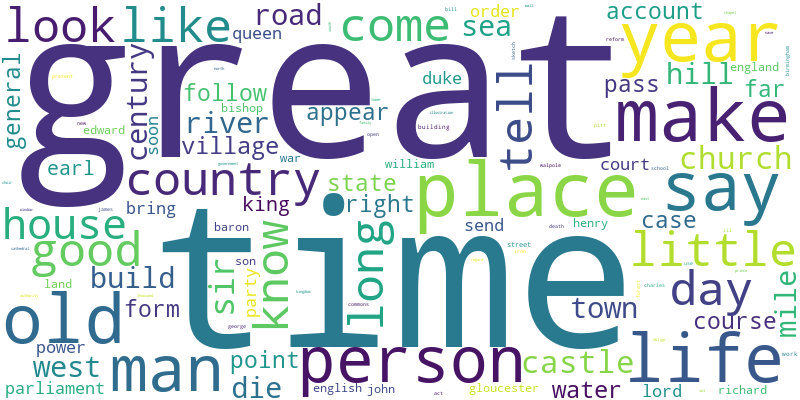 look like queen road come sea order account year
great
general century follow bishop duke appear tell pass hill england far
edward soon river village building make
earl war william court school church
country state place say
house bring king right send henry case
good baron know long street little
land build sir son party time town day mile
old form george commons charles
power man west point person castle life course
parliament die english john act gloucester water lord richard work
birmingham
reform
sketch
open
death
walpole
government
james
cathedral
window
bill
pitt
use
new